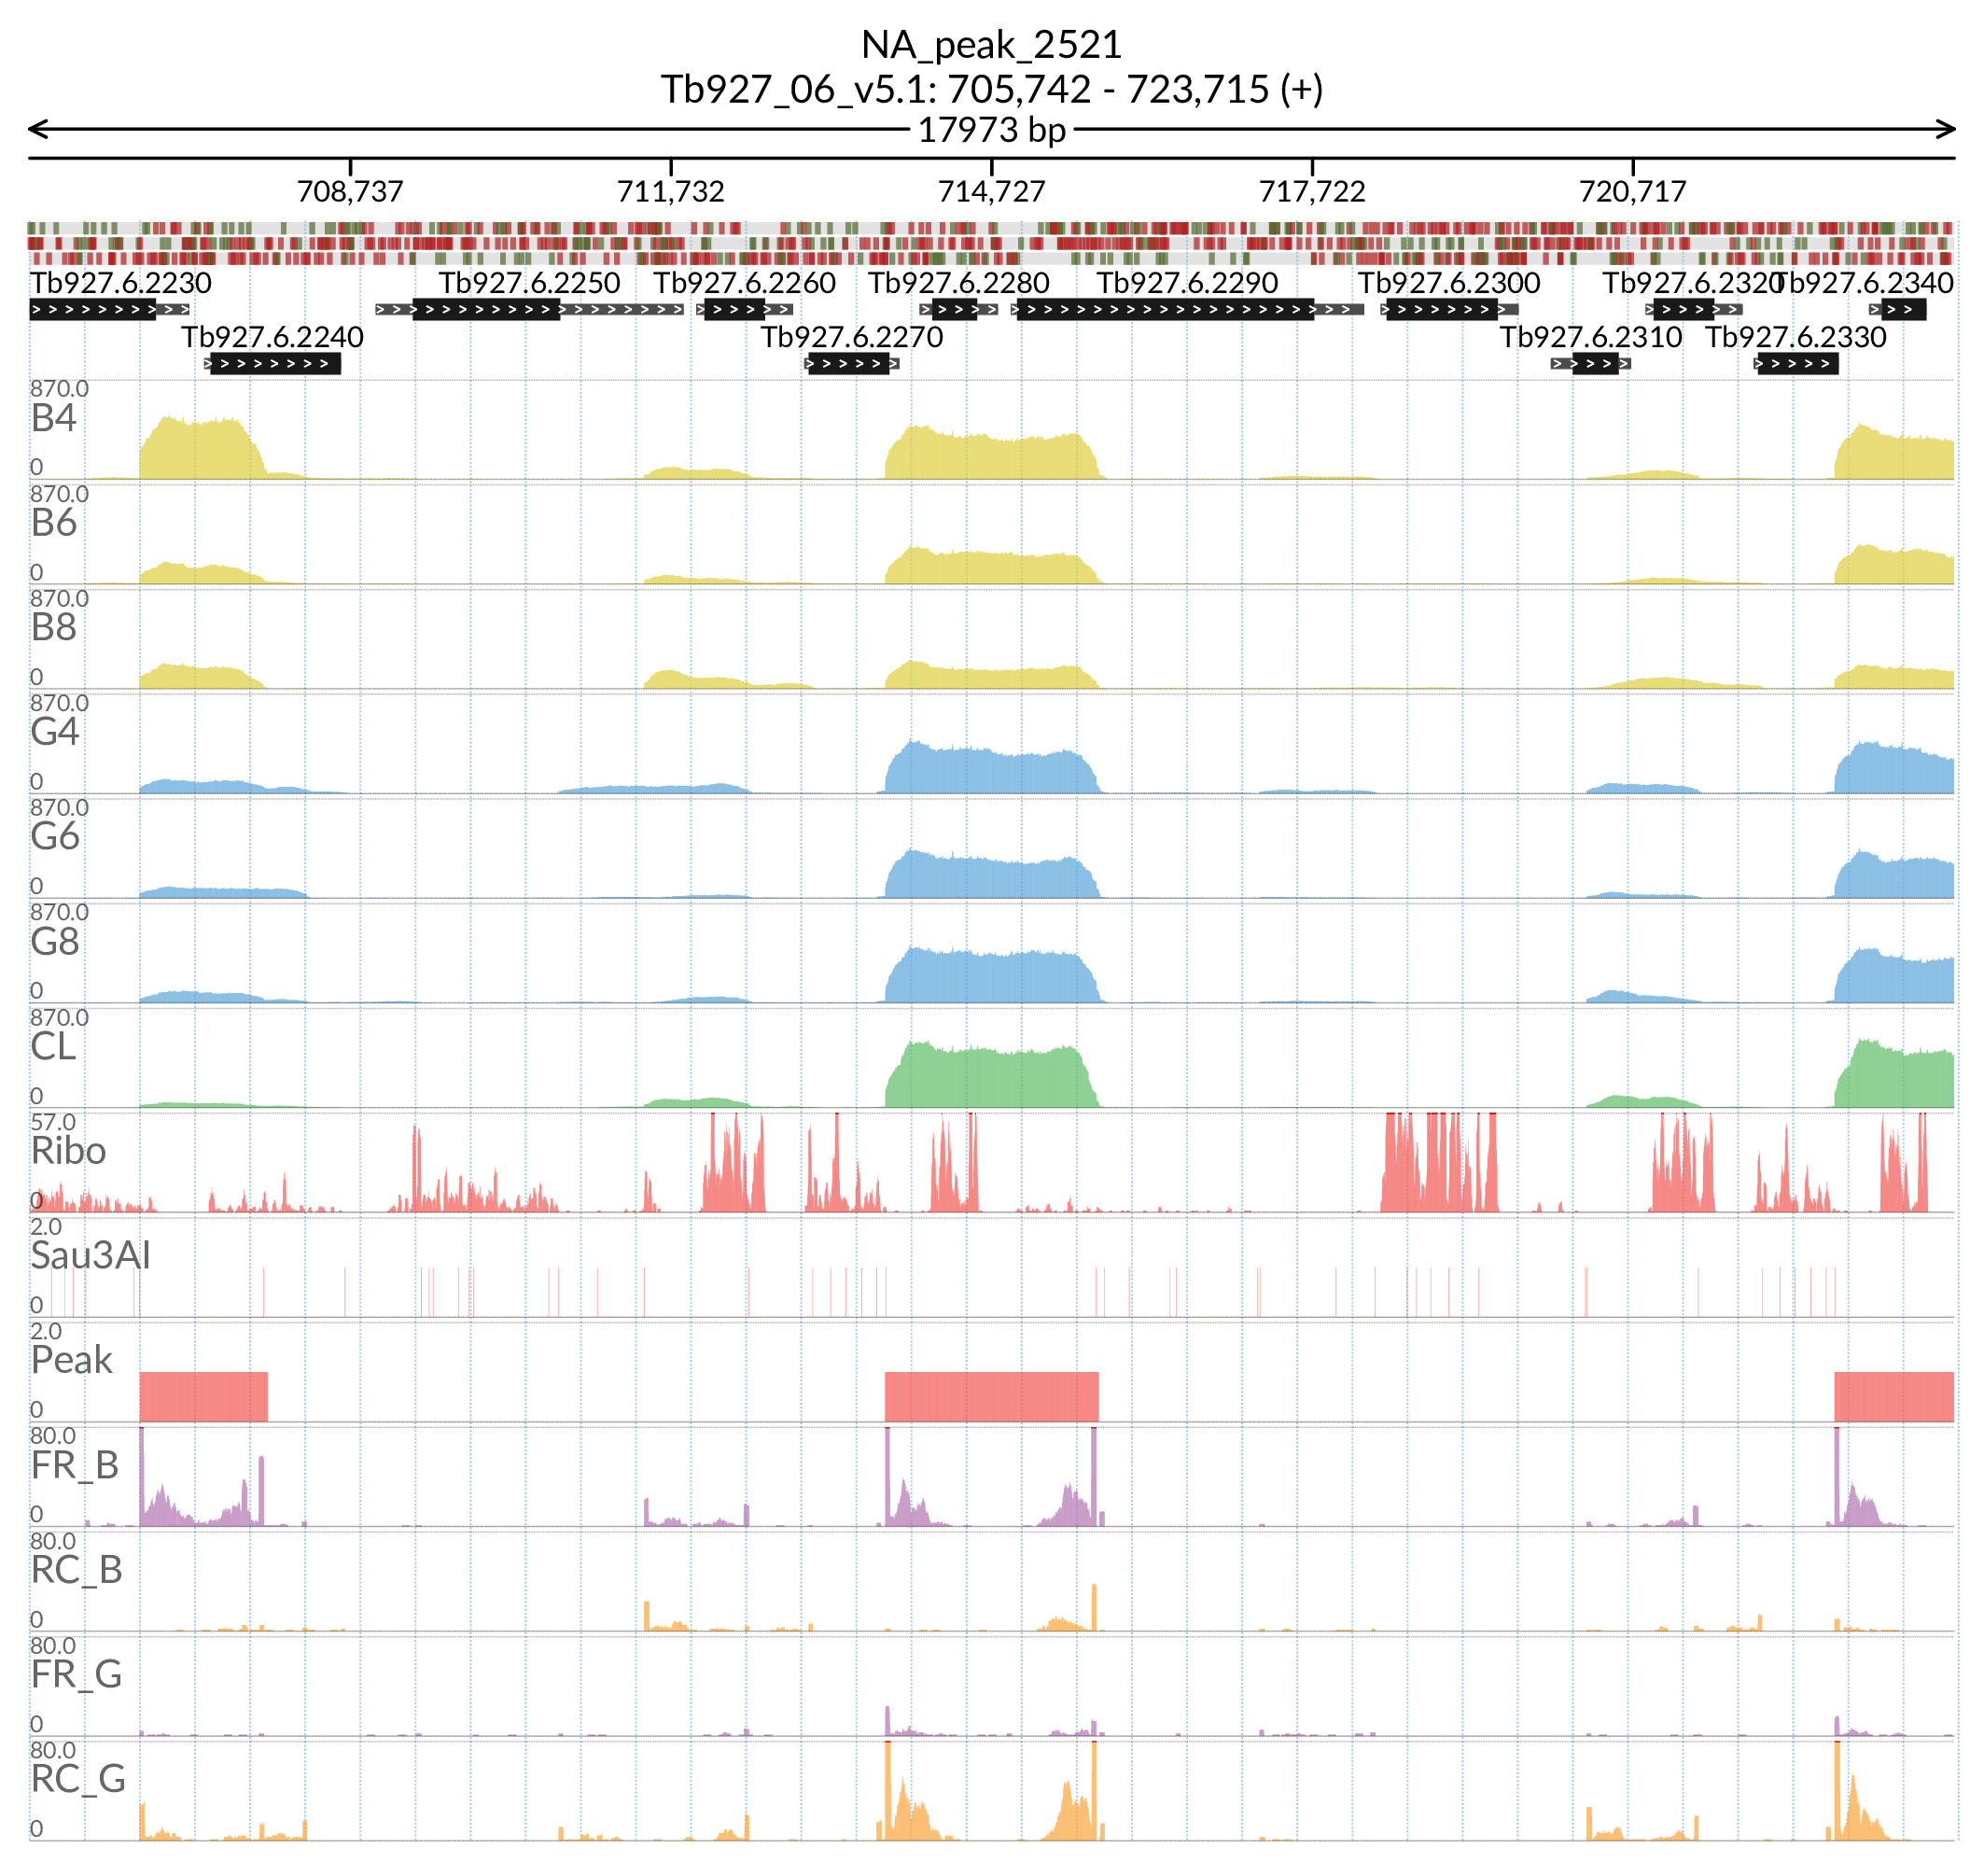 NA_peak_2521
Tb927_06_v5.1: 705,742 - 723,715 (+)
17973 bp
708,737 711,732 714,727 717,722 720,717
Tb927.6.2230 Tb927.6.2250 Tb927.6.2260 Tb927.6.2280 Tb927.6.2290 Tb927.6.2300 Tb927.6.2320 Tb927.6.2340
Tb927.6.2240 Tb927.6.2270 Tb927.6.2310 Tb927.6.2330
870.0
B4
0
870.0
B6
0
870.0
B8
0
870.0
G4
0
870.0
G6
0
870.0
G8
0
870.0
CL
0
57.0
Ribo
0
2.0
Sau3AI
0
2.0
Peak
0
80.0
FR_B
0
80.0
RC_B
0
80.0
FR_G
0
80.0
RC_G
0